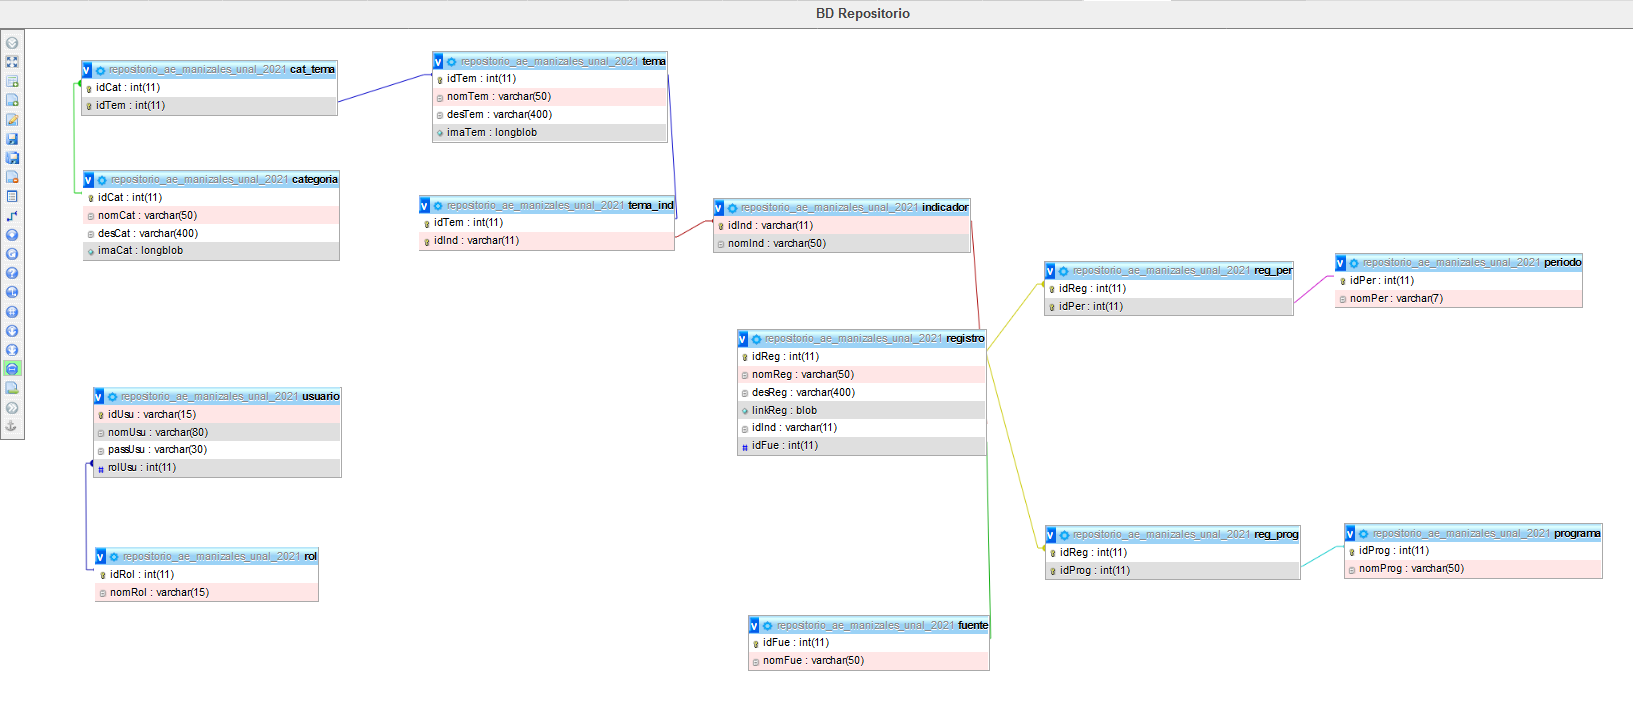 BD Repositorio
repositorio_ae_manizales_unal_2021 cat_tema
idCat : int(11)
idTem : int(11)
repositorio_ae_manizales_unal_2021 tema
idTem : int(11)
nomTem : varchar(50)
desTem : varchar(400)
imaTem : longblob
repositorio_ae_manizales_unal_2021 categoria
idCat : int(11)
nomCat : varchar(50)
desCat : varchar(400)
imaCat : longblob
repositorio_ae_manizales_unal_2021 tema_ind
idTem : int(11)
idInd : varchar(11)
repositorio_ae_manizales_unal_2021 indicador
idInd : varchar(11)
nomInd : varchar(50)
repositorio_ae_manizales_unal_2021 reg_per
idReg : int(11)
idPer : int(11)
repositorio_ae_manizales_unal_2021 periodo
idPer : int(11)
nomPer : varchar(7)
repositorio_ae_manizales_unal_2021 registro
idReg : int(11)
nomReg : varchar(50)
desReg : varchar(400)
linkReg : blob
idInd : varchar(11)
idFue : int(11)
repositorio_ae_manizales_unal_2021 usuario
idUsu : varchar(15)
nomUsu : varchar(80)
passUsu : varchar(30)
rolUsu : int(11)
repositorio_ae_manizales_unal_2021 rol
idRol : int(11)
nomRol : varchar(15)
repositorio_ae_manizales_unal_2021 reg_prog
idReg : int(11)
idProg : int(11)
repositorio_ae_manizales_unal_2021 programa
idProg : int(11)
nomProg : varchar(50)
repositorio_ae_manizales_unal_2021 fuente
idFue : int(11)
nomFue : varchar(50)